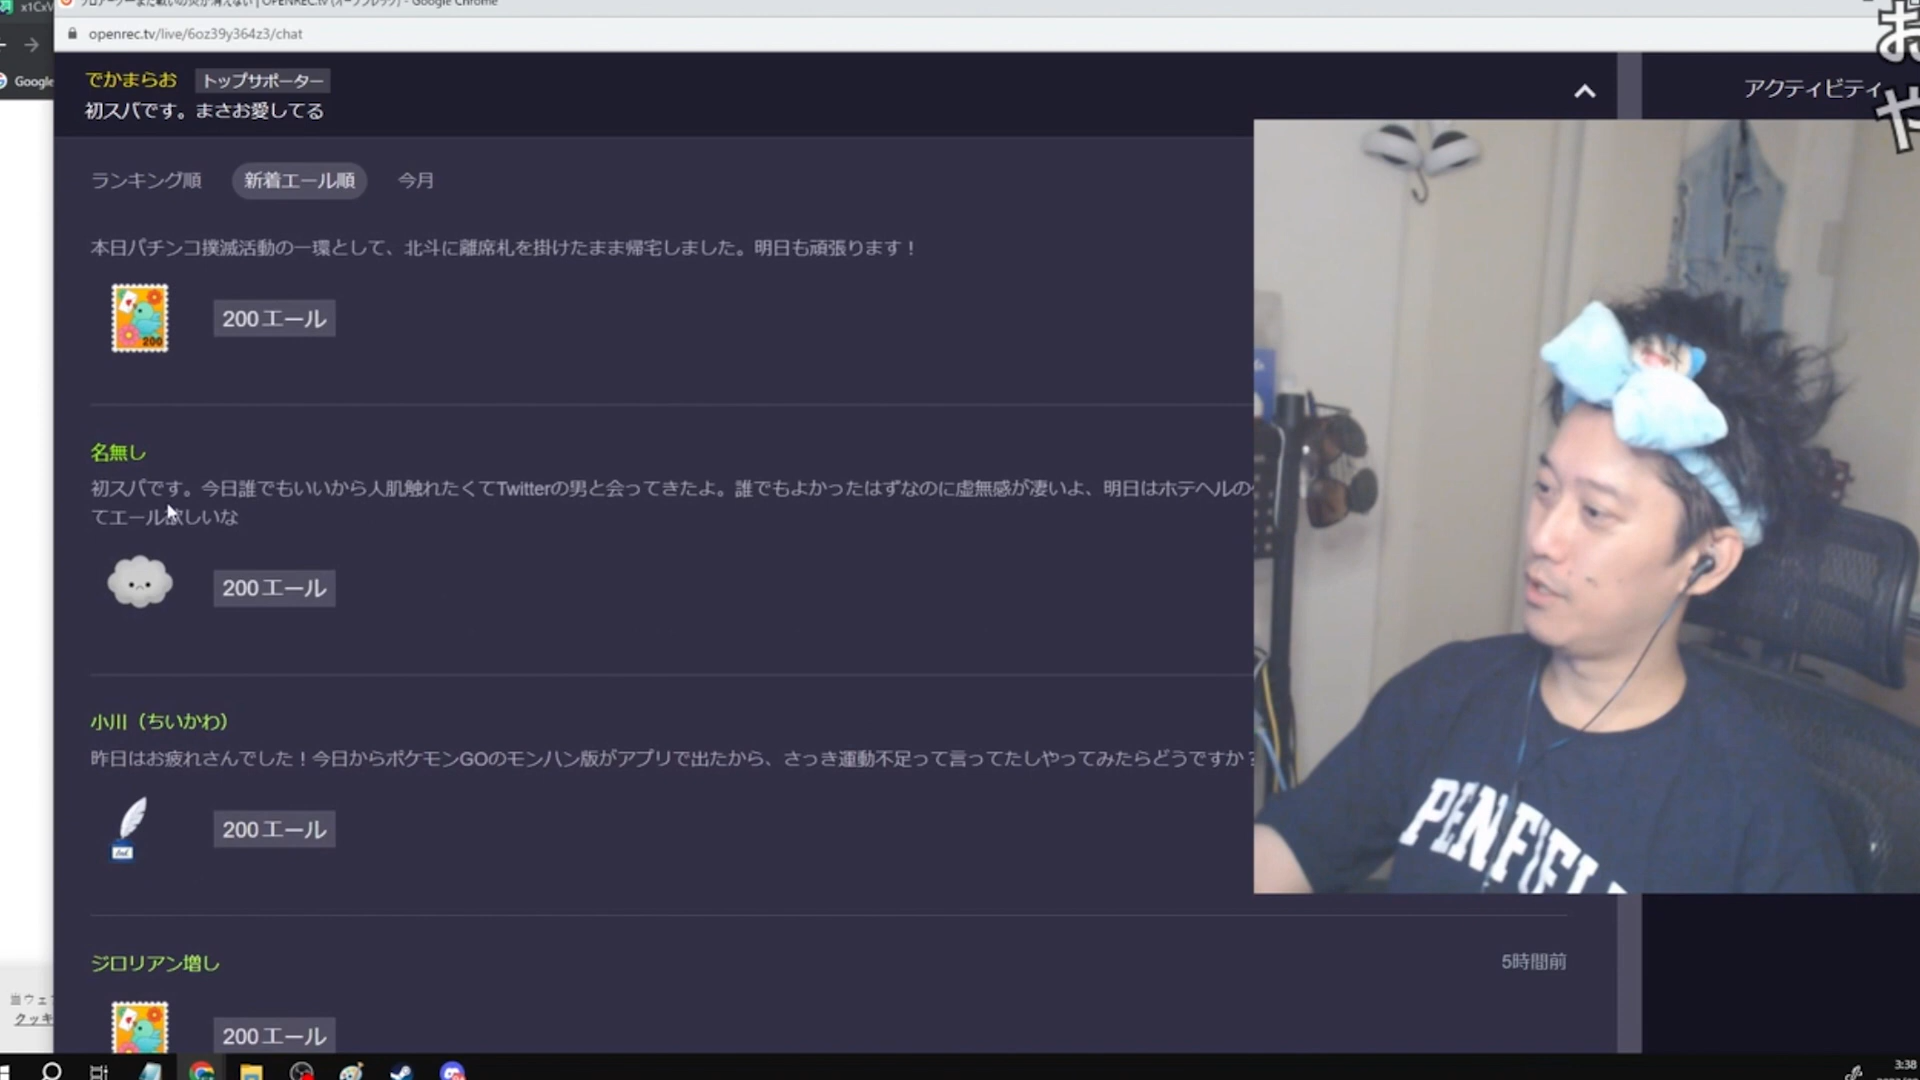 openrec.tv/live/6oz39y364z3/chat
Google
でかまらお
トップサポーター
初スパです。まさお愛してる
アクティビティ
お
や
ランキング順
新着エール順
今月
本日パチンコ撲滅活動の一環として、北斗に離席札を掛けたまま帰宅しました。明日も頑張ります！
200
200エール
名無し
初スパです。今日誰でもいいから人肌触れたくてTwitterの男と会ってきたよ。誰でもよかったはずなのに虚無感が凄いよ、明日はホテヘルの
てエール欲しいな
200エール
小川（ちいかわ）
昨日はお疲れさんでした！今日からポケモンGOのモンハン版がアプリで出たから、さっき運動不足って言ってたしやってみたらどうですか？
200エール
PENFIEL
ジロリアン増し
5時間前
200エール
クッキ
3:38